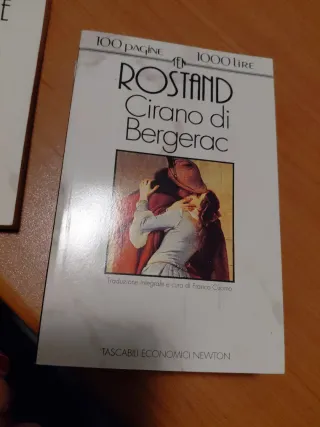 E
100 pagine 1000 lire
ROSTAND
Cirano di
Bergerac
Traduzione integrale a cura di Franco Cuomo
TASCABILI ECONOMICI NEWTON